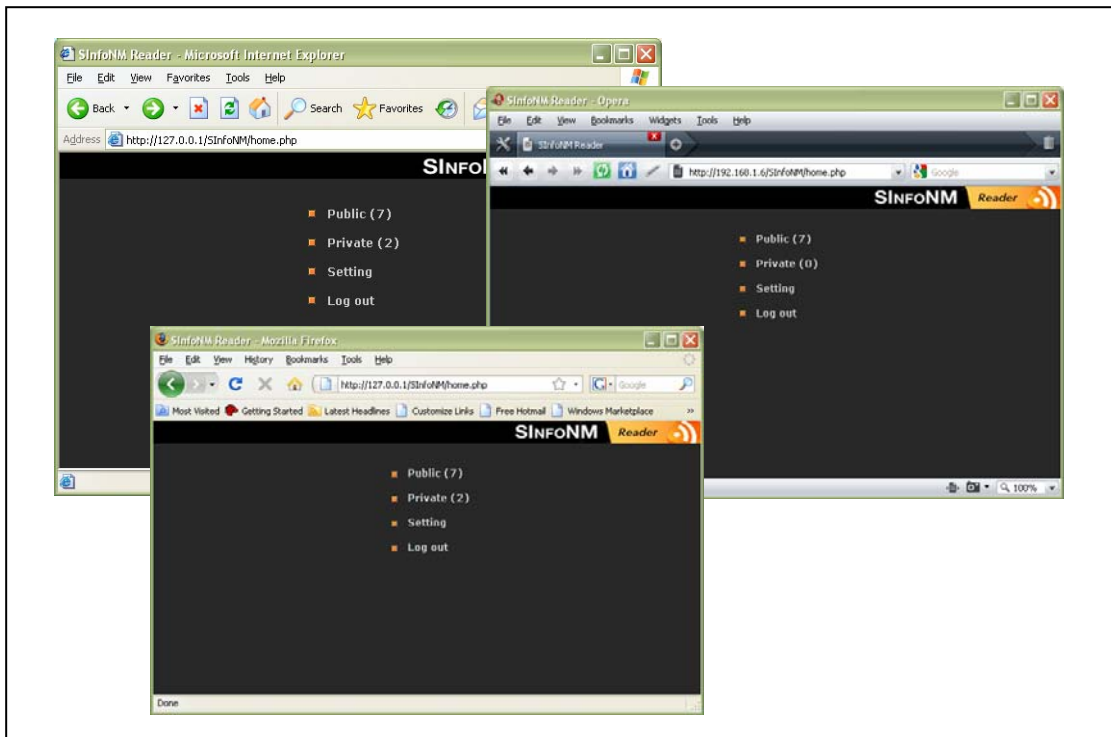 SInfoNM Reader - Microsoft Internet Explorer
File Edit View Favorites Tools Help
Back Search Favorites
Address http://127.0.0.1/SInfoNM/home.php
SINFO
Public (7)
Private (2)
Setting
Log out
SInfoNM Reader - Opera
File Edit View Bookmarks Widgets Tools Help
SInfoNM Reader
http://192.168.1.6/SInfoNM/home.php Google
SINFONM Reader
Public (7)
Private (0)
Setting
Log out
100%
SInfoNM Reader - Mozilla Firefox
File Edit View History Bookmarks Tools Help
http://127.0.0.1/SInfoNM/home.php Google
Most Visited Getting Started Latest Headlines Customize Links Free Hotmail Windows Marketplace »
SINFONM Reader
Public (7)
Private (2)
Setting
Log out
Done